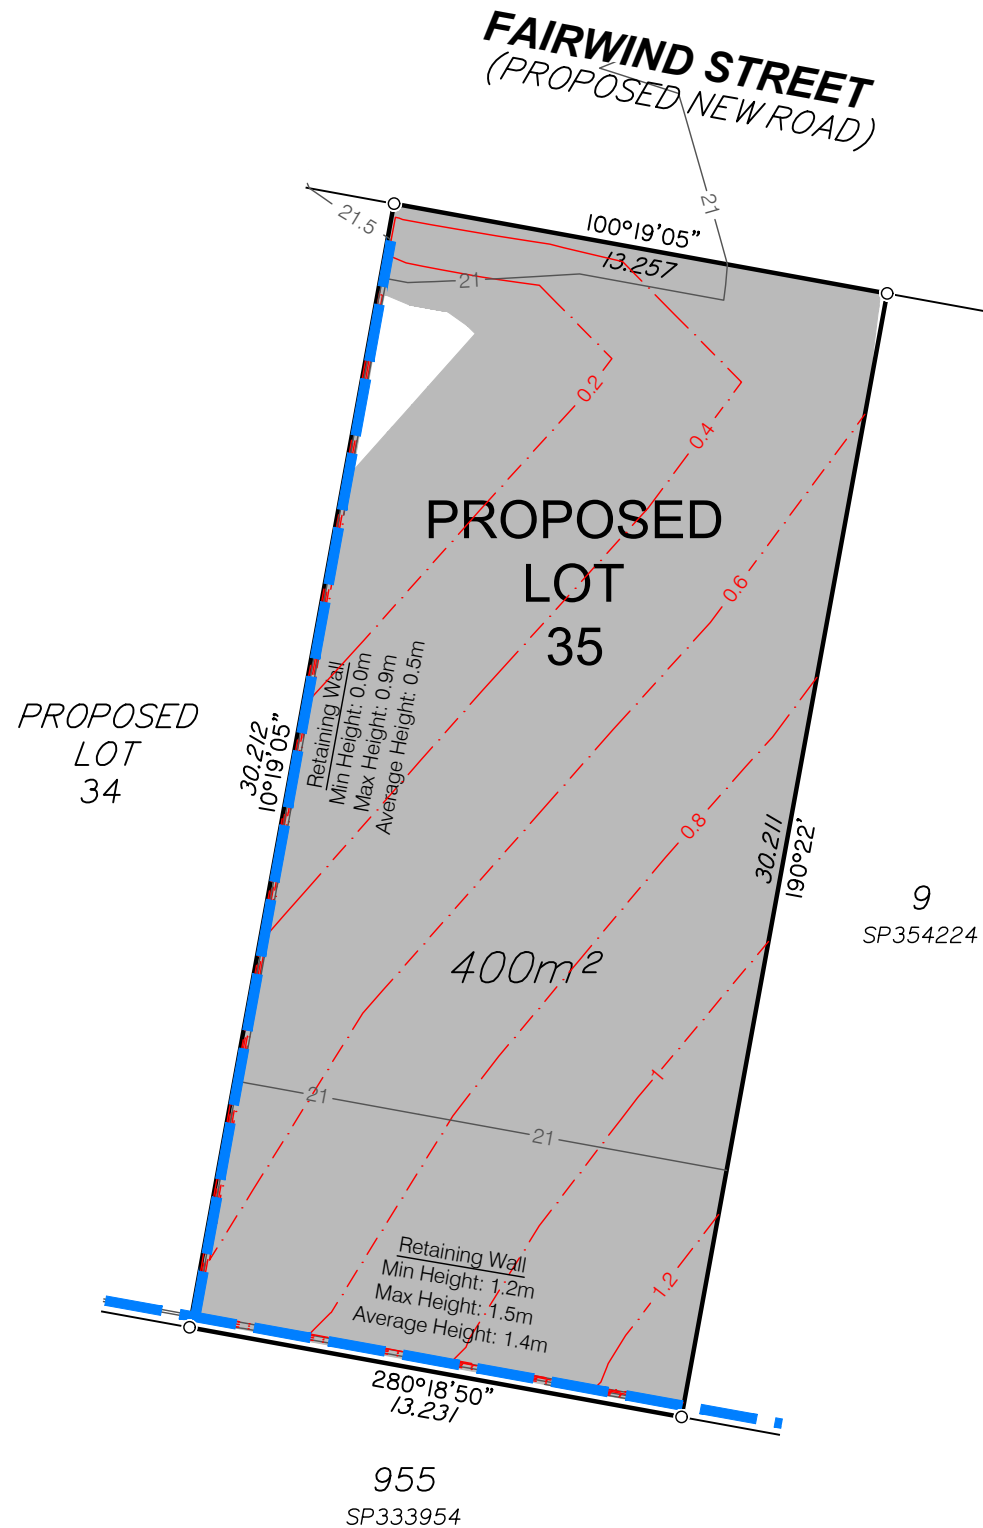 FAIRWIND STREET
(PROPOSED NEW ROAD)
21
21.5
100°19'05"
13.257
21
0.2
0.4
0.6
PROPOSED
LOT
35
Retaining Wall
Min Height: 0.0m
Max Height: 0.9m
Average Height: 0.5m
30.212
10°19'05"
PROPOSED
LOT
34
0.8
30.211
190°22'
9
SP354224
400m²
1
21
21
Retaining Wall
Min Height: 1.2m
Max Height: 1.5m
Average Height: 1.4m
1.2
280°18'50"
13.231
955
SP333954